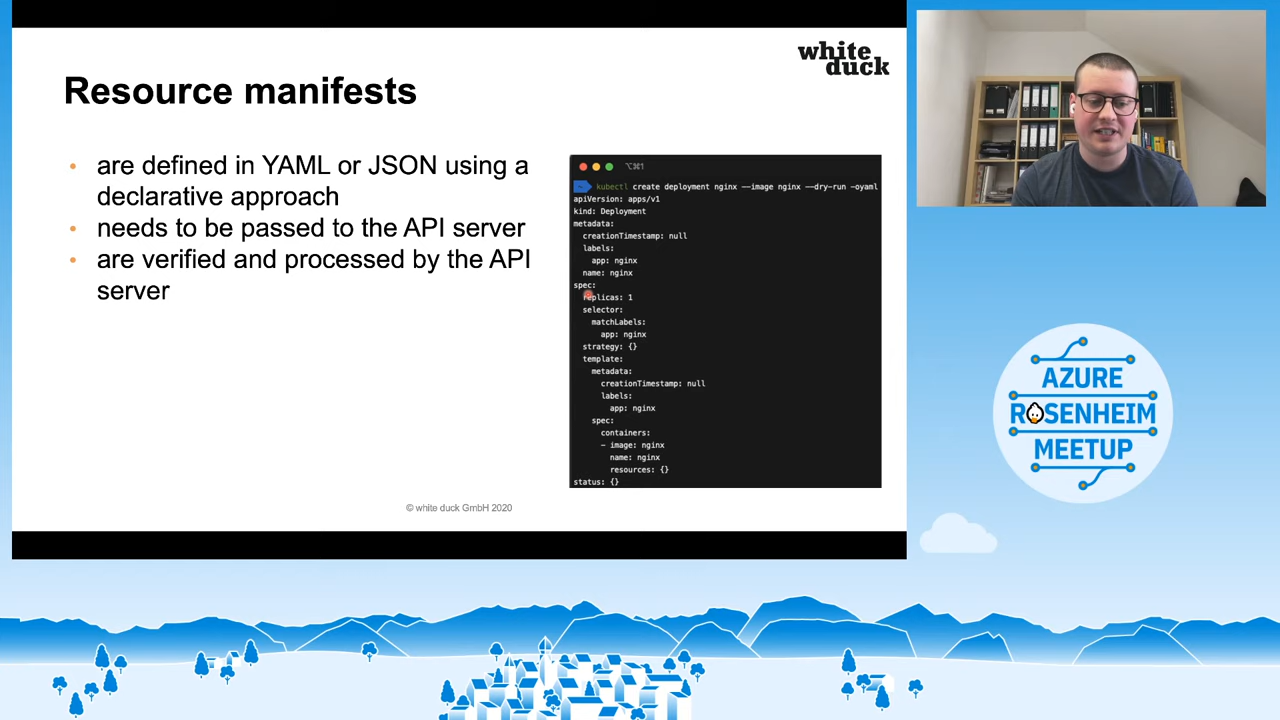 white
duck
Resource manifests
• are defined in YAML or JSON using a
declarative approach
• needs to be passed to the API server
• are verified and processed by the API
server
⌥⌘1
~ kubectl create deployment nginx --image nginx --dry-run -oyaml
apiVersion: apps/v1
kind: Deployment
metadata:
  creationTimestamp: null
  labels:
    app: nginx
  name: nginx
spec:
  replicas: 1
  selector:
    matchLabels:
      app: nginx
  strategy: {}
  template:
    metadata:
      creationTimestamp: null
      labels:
        app: nginx
    spec:
      containers:
      - image: nginx
        name: nginx
        resources: {}
status: {}
© white duck GmbH 2020
AZURE
ROSENHEIM
MEETUP